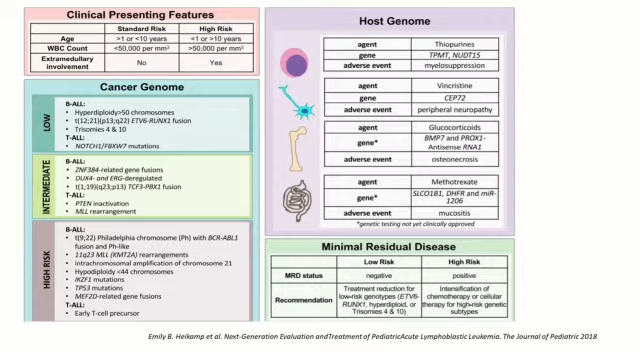 Clinical Presenting Features
Standard Risk High Risk
Age >1 or <10 years <1 or >10 years
WBC Count <50,000 per mm³ >50,000 per mm³
Extramedullary involvement No Yes
Cancer Genome
LOW
B-ALL:
• Hyperdiploidy>50 chromosomes
• t(12;21)(p13;q22) ETV6-RUNX1 fusion
• Trisomies 4 & 10
T-ALL:
• NOTCH1/FBXW7 mutations
INTERMEDIATE
B-ALL:
• ZNF384-related gene fusions
• DUX4- and ERG-deregulated
• t(1;19)(q23;p13) TCF3-PBX1 fusion
T-ALL:
• PTEN inactivation
• MLL rearrangement
HIGH RISK
B-ALL:
• t(9;22) Philadelphia chromosome (Ph) with BCR-ABL1
fusion and Ph-like
• 11q23 MLL (KMT2A) rearrangements
• intrachromosomal amplification of chromosome 21
• Hypodiploidy <44 chromosomes
• IKZF1 mutations
• TP53 mutations
• MEF2D-related gene fusions
T-ALL:
• Early T-cell precursor
Host Genome
agent Thiopurines
gene TPMT, NUDT15
adverse event myelosuppression
agent Vincristine
gene CEP72
adverse event peripheral neuropathy
agent Glucocorticoids
gene* BMP7 and PROX1-
Antisense RNA1
adverse event osteonecrosis
agent Methotrexate
gene* SLCO1B1, DHFR and miR-
1206
adverse event mucositis
*genetic testing not yet clinically approved
Minimal Residual Disease
Low Risk High Risk
MRD status negative positive
Recommendation Treatment reduction for low-risk genotypes (ETV6-RUNX1, hyperdiploid, or Trisomies 4 & 10) Intensification of chemotherapy or cellular therapy for high-risk genetic subtypes
Emily B. Heikamp et al. Next-Generation Evaluation andTreatment of PediatricAcute Lymphoblastic Leukemia. The Journal of Pediatric 2018